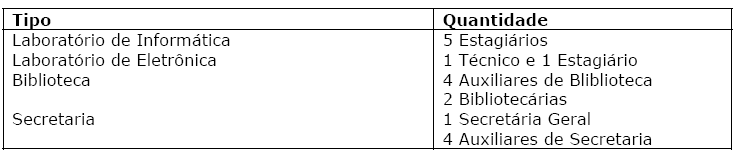 Tipo Quantidade
Laboratório de Informática 5 Estagiários
Laboratório de Eletrônica 1 Técnico e 1 Estagiário
Biblioteca 4 Auxiliares de Bliblioteca
2 Bibliotecárias
Secretaria 1 Secretária Geral
4 Auxiliares de Secretaria